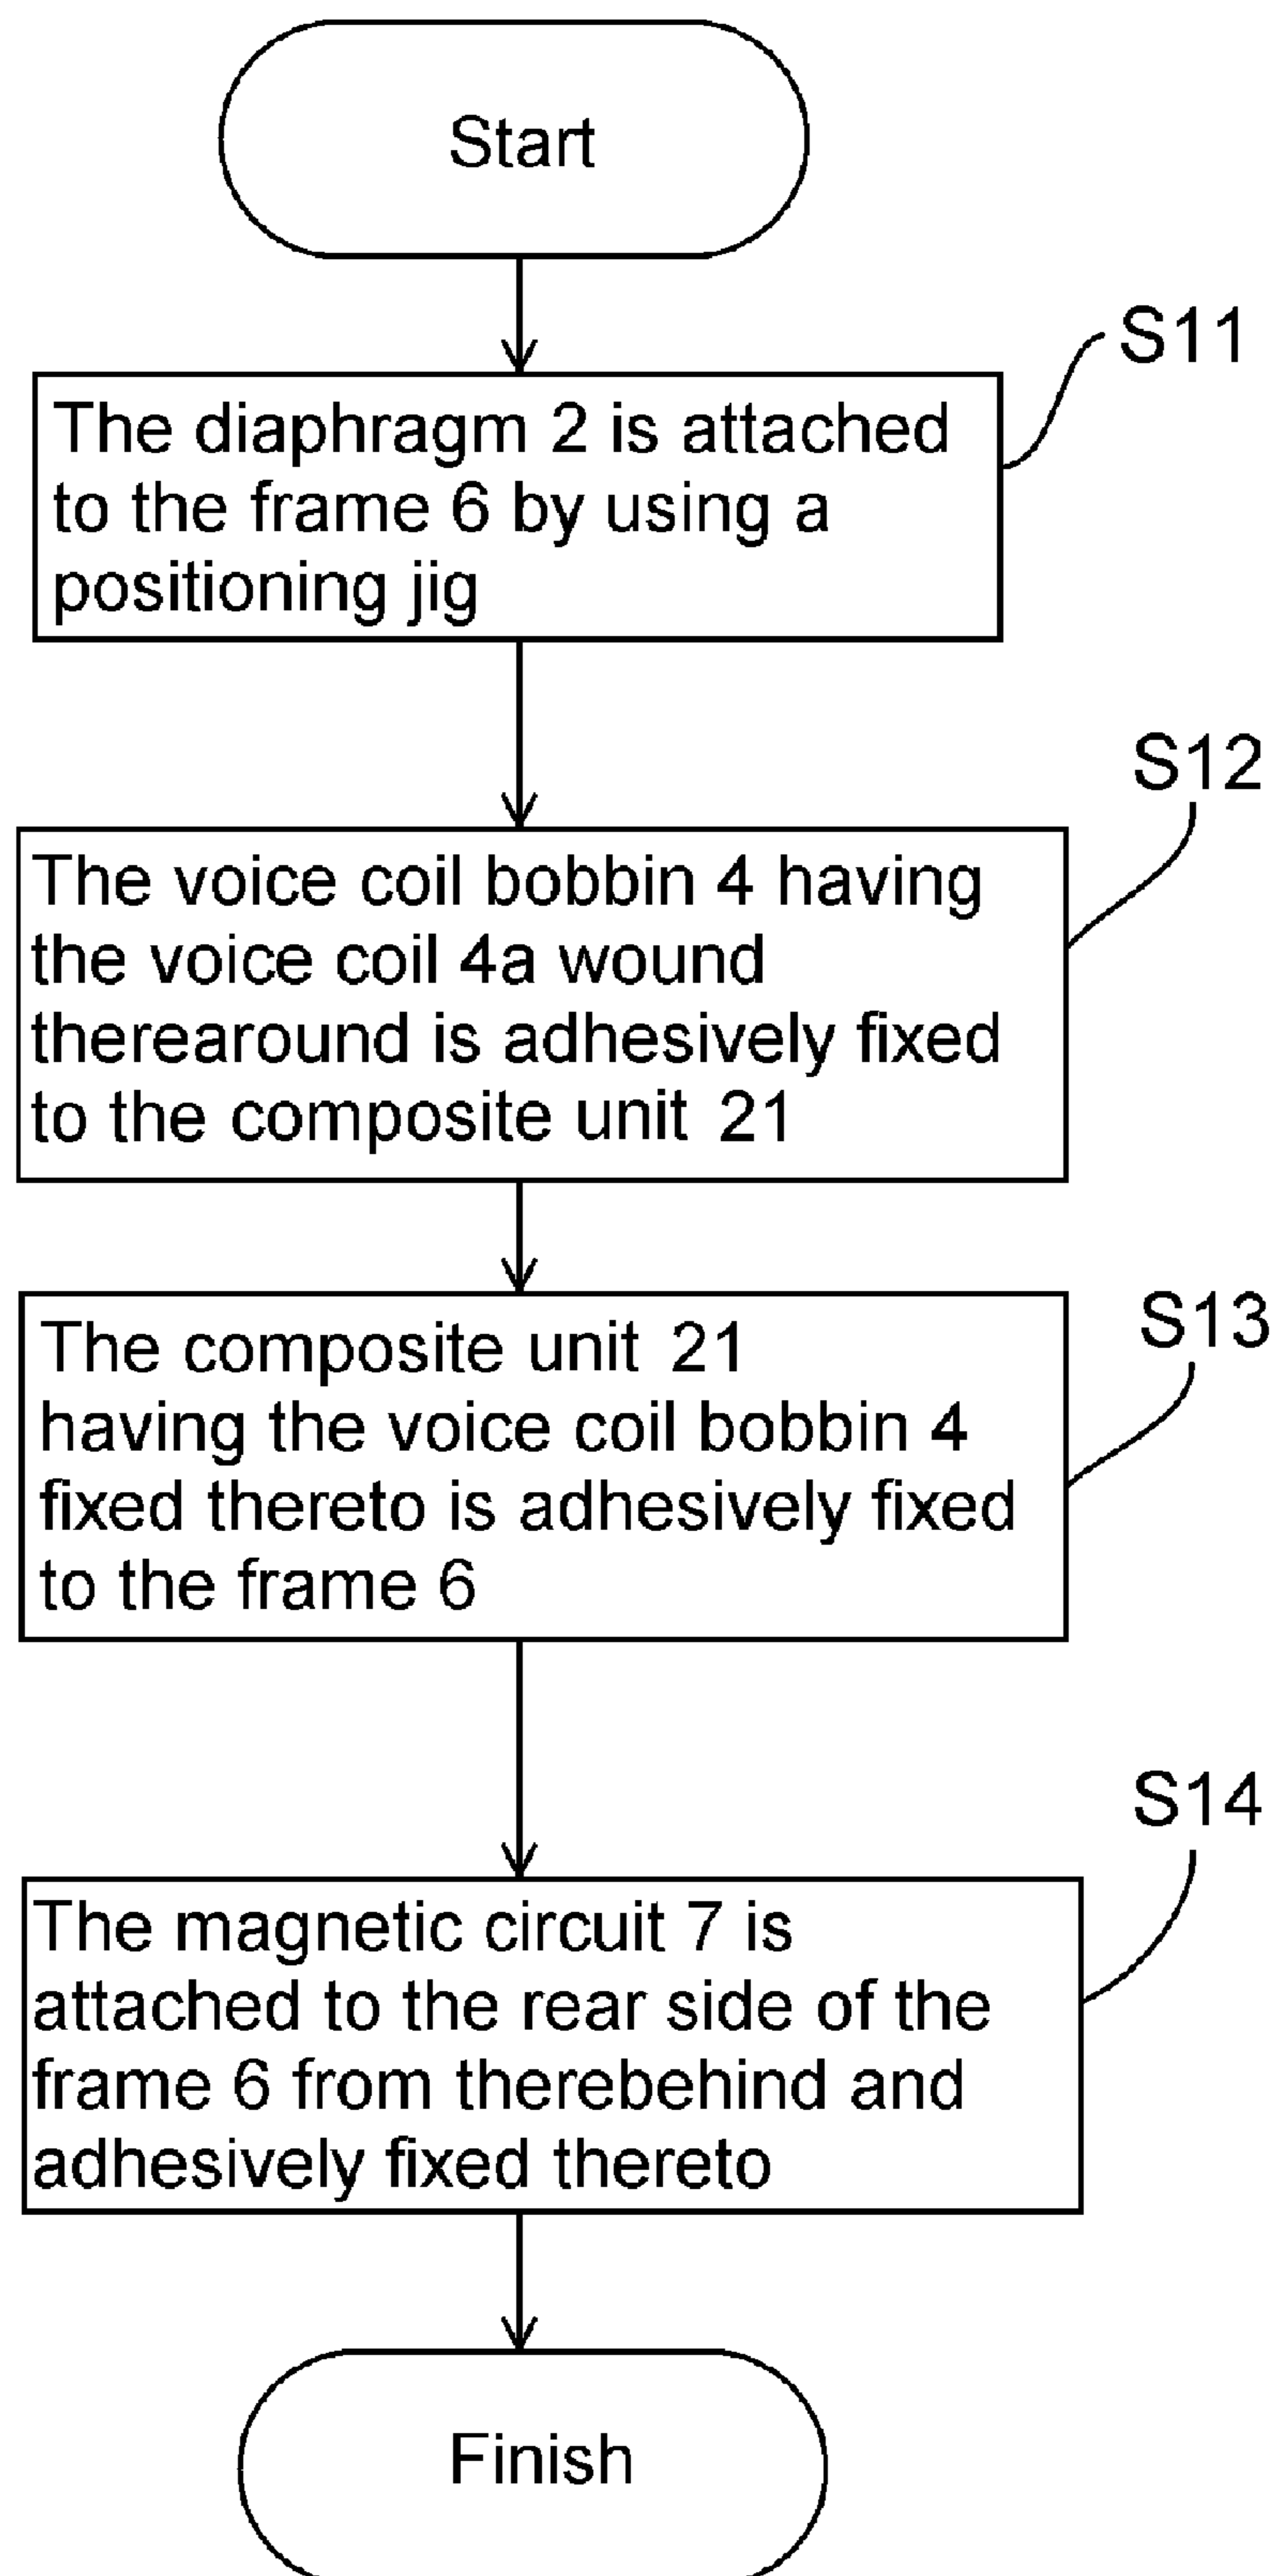 Start
S11
The diaphragm 2 is attached
to the frame 6 by using a
positioning jig
S12
The voice coil bobbin 4 having
the voice coil 4a wound
therearound is adhesively fixed
to the composite unit 21
S13
The composite unit 21
having the voice coil bobbin 4
fixed thereto is adhesively fixed
to the frame 6
S14
The magnetic circuit 7 is
attached to the rear side of the
frame 6 from therebehind and
adhesively fixed thereto
Finish